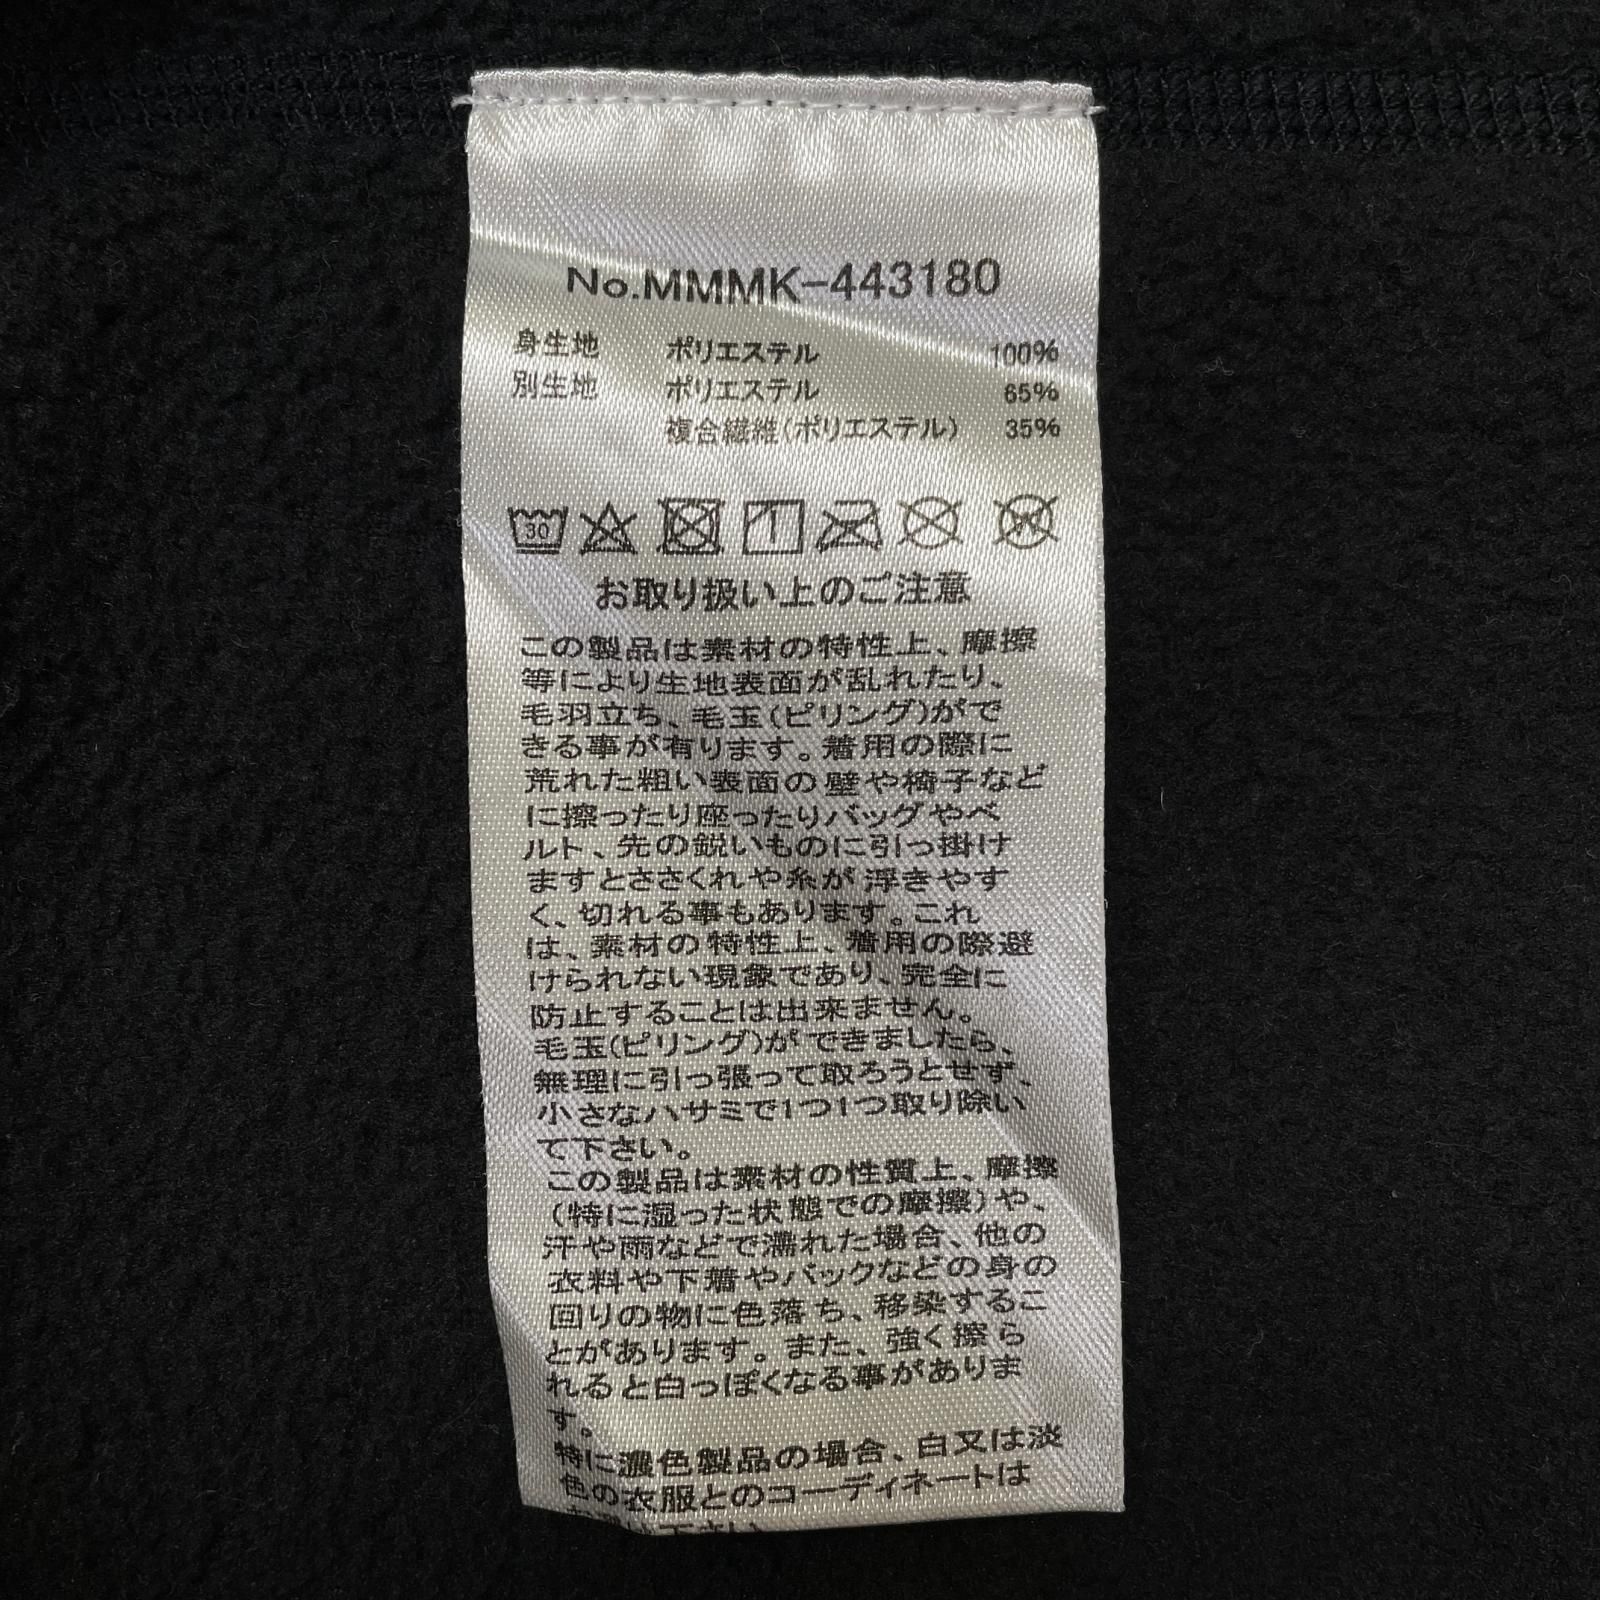 No.MMMK-443180
身生地 ポリエステル 100%
別生地 ポリエステル 65%
複合繊維(ポリエステル) 35%
30
お取り扱い上のご注意
この製品は素材の特性上、摩擦
等により生地表面が乱れたり、
毛羽立ち、毛玉(ピリング)がで
きる事が有ります。着用の際に
荒れた粗い表面の壁や椅子など
に擦ったり座ったりバッグやベ
ルト、先の鋭いものに引っ掛け
ますとささくれや糸が浮きやす
く、切れる事もあります。これ
は、素材の特性上、着用の際避
けられない現象であり、完全に
防止することは出来ません。
毛玉(ピリング)ができましたら、
無理に引っ張って取ろうとせず、
小さなハサミで1つ1つ取り除い
て下さい。
この製品は素材の性質上、摩擦
(特に湿った状態での摩擦)や、
汗や雨などで濡れた場合、他の
衣料や下着やバックなどの身の
回りの物に色落ち、移染するこ
とがあります。また、強く擦ら
れると白っぽくなる事がありま
す。
特に濃色製品の場合、白又は淡
色の衣服とのコーディネートは
下さい